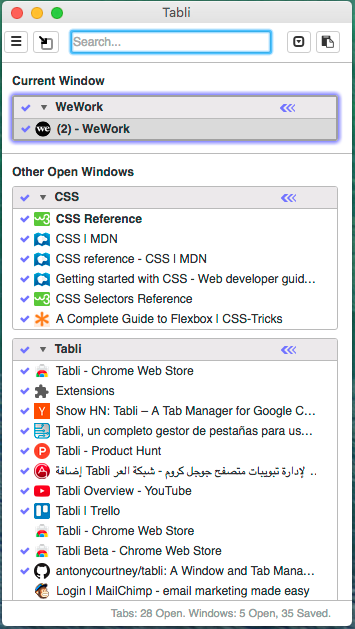 Tabli
Search...
Current Window
WeWork
we (2) - WeWork
Other Open Windows
CSS
CSS Reference
CSS | MDN
CSS reference - CSS | MDN
Getting started with CSS - Web developer guid...
CSS Selectors Reference
A Complete Guide to Flexbox | CSS-Tricks
Tabli
Tabli - Chrome Web Store
Extensions
Show HN: Tabli – A Tab Manager for Google C...
Tabli, un completo gestor de pestañas para us...
Tabli - Product Hunt
إضافة Tabli لإدارة تبويبات متصفح جوجل كروم - شبكة العر ...
Tabli Overview - YouTube
Tabli | Trello
Tabli - Chrome Web Store
Tabli Beta - Chrome Web Store
antonycourtney/tabli: A Window and Tab Mana...
Login | MailChimp - email marketing made easy
Tabs: 28 Open. Windows: 5 Open, 35 Saved.